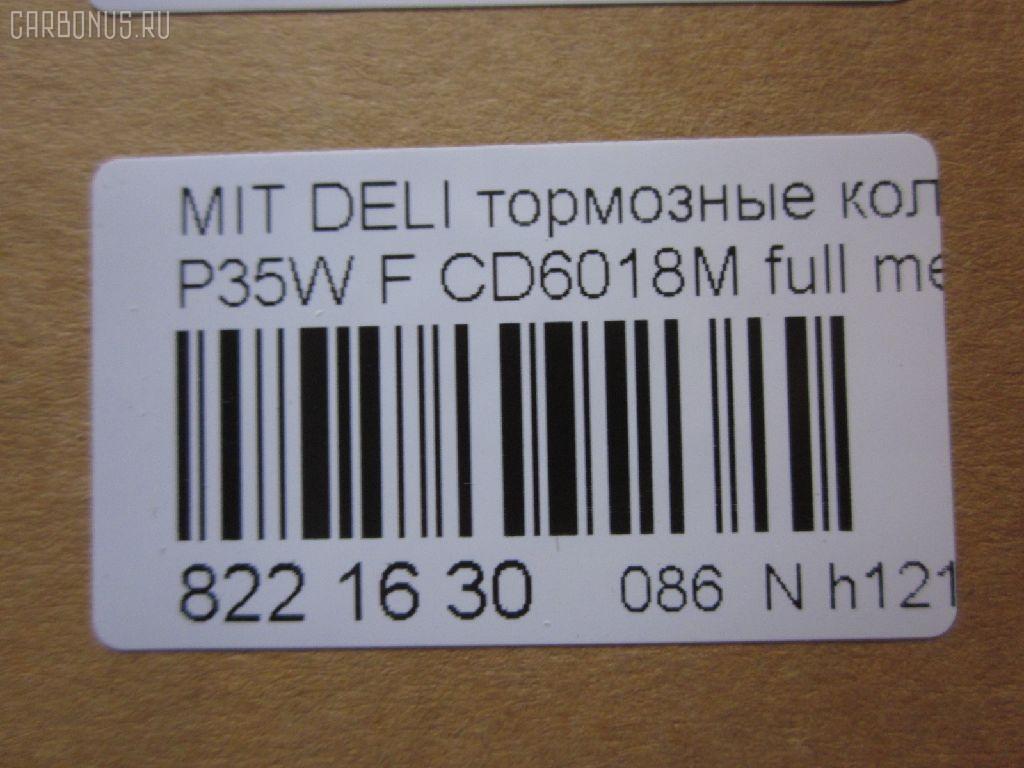 CARBONUS.RU
MIT DELI тормозные кол
P35W F CD6018M full me
822 16 30 086 N h121